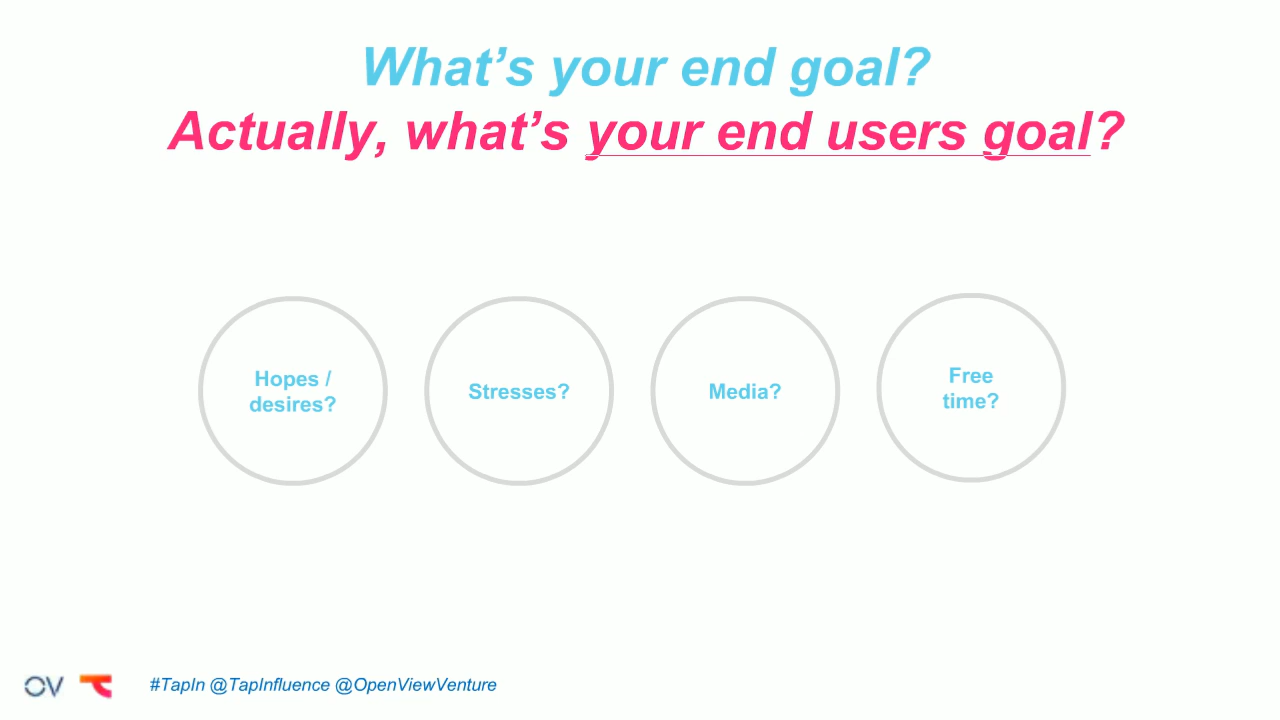 What’s your end goal?
Actually, what’s your end users goal?
Hopes /
desires?
Stresses?
Media?
Free
time?
OV
#TapIn @TapInfluence @OpenViewVenture